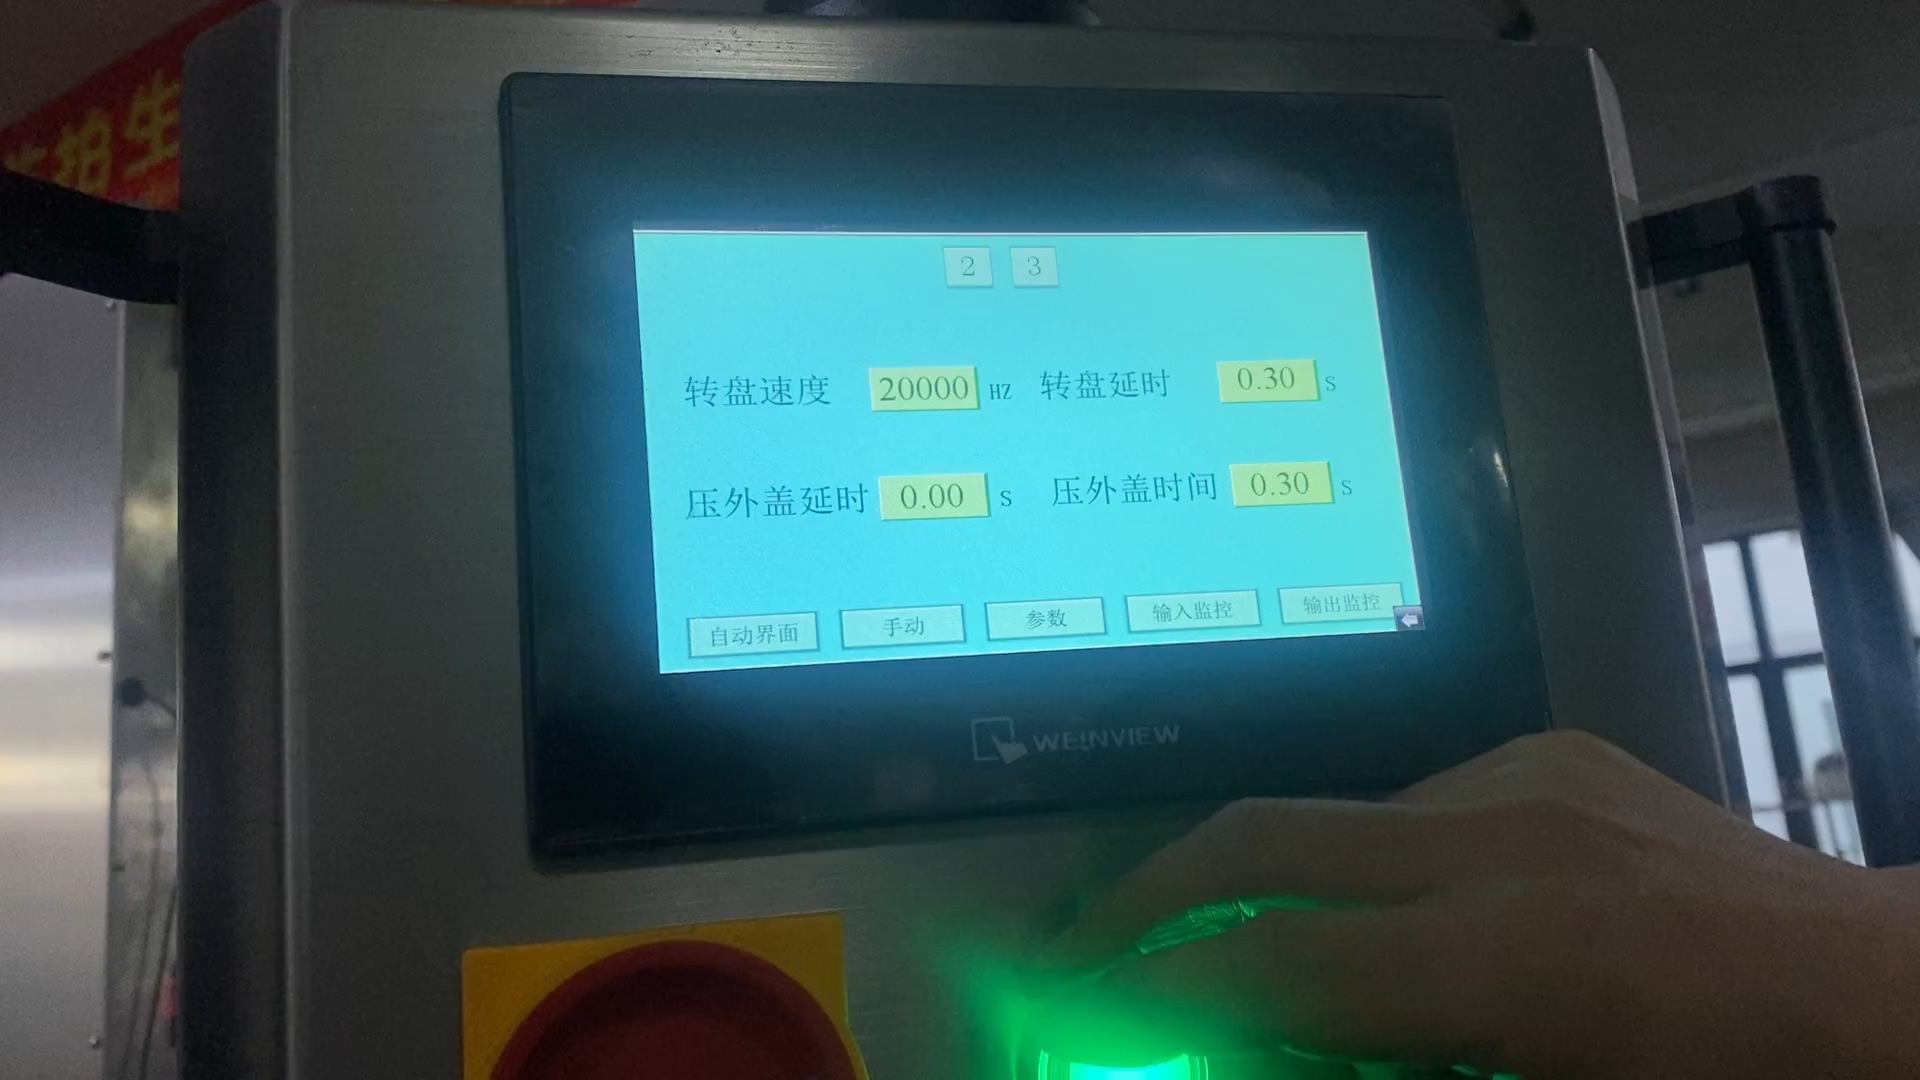 2 3
转盘速度 20000 HZ 转盘延时 0.30 S
压外盖延时 0.00 S 压外盖时间 0.30 S
自动界面 手动 参数 输入监控 输出监控
WEINVIEW
拍生